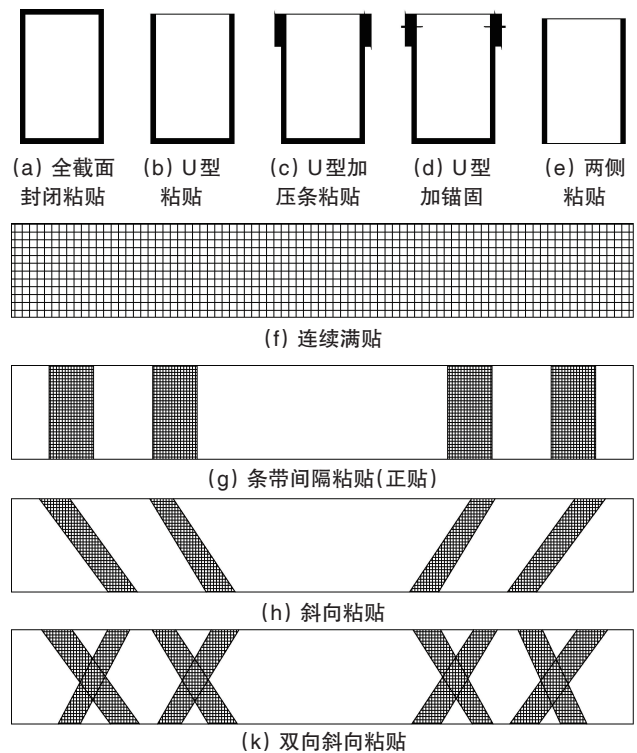 (a) 全截面 (b) U型 (c) U型加 (d) U型 (e) 两侧
封闭粘贴 粘贴 压条粘贴 加锚固 粘贴
(f) 连续满贴
(g) 条带间隔粘贴(正贴)
(h) 斜向粘贴
(k) 双向斜向粘贴